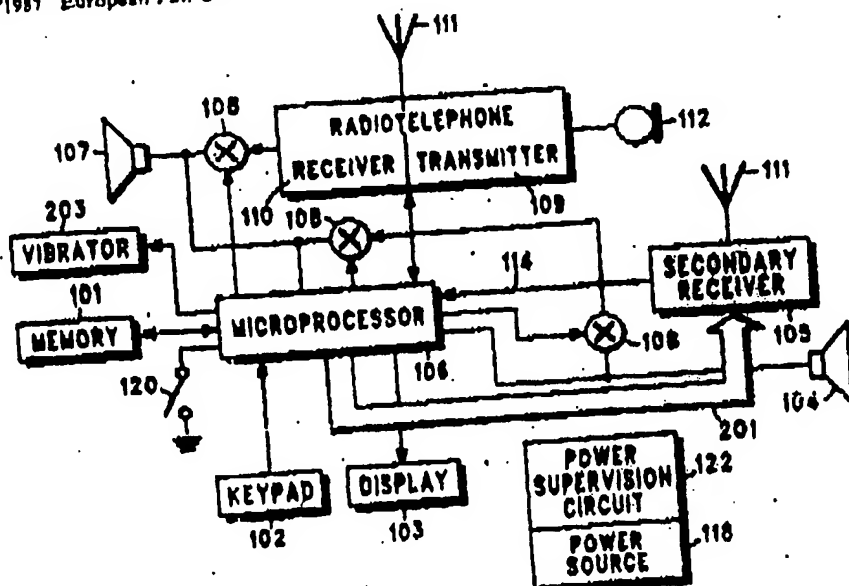 111
108
107
RADIOTELEPHONE
RECEIVER TRANSMITTER
112
110
109
203
VIBRATOR
108
111
114
SECONDARY
RECEIVER
105
101
MEMORY
MICROPROCESSOR
106
108
120
104
201
KEYPAD
102
DISPLAY
103
POWER
SUPERVISION
CIRCUIT
122
POWER
SOURCE
118